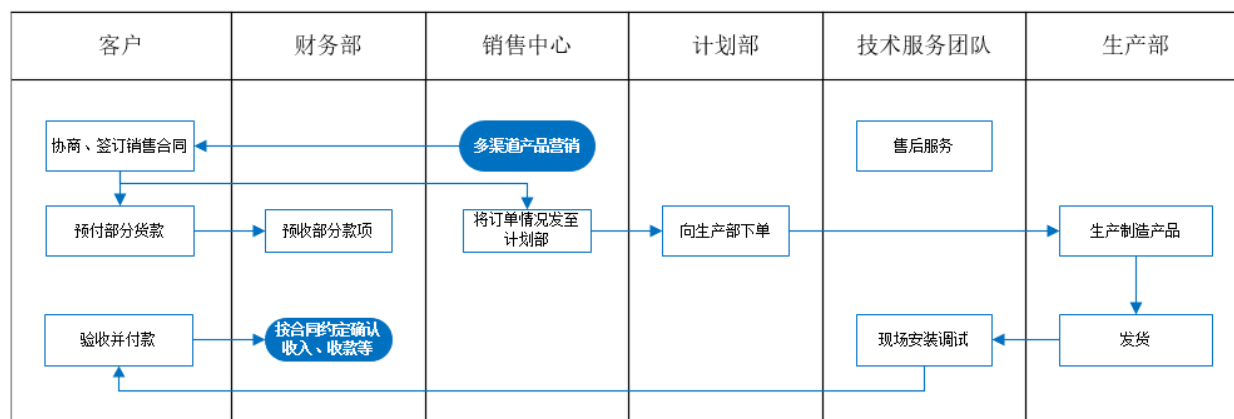 客户
财务部
销售中心
计划部
技术服务团队
生产部
协商、签订销售合同
多渠道产品营销
售后服务
预付部分货款
预收部分款项
将订单情况发至
计划部
向生产部下单
生产制造产品
验收并付款
按合同约定确认
收入、收款等
现场安装调试
发货